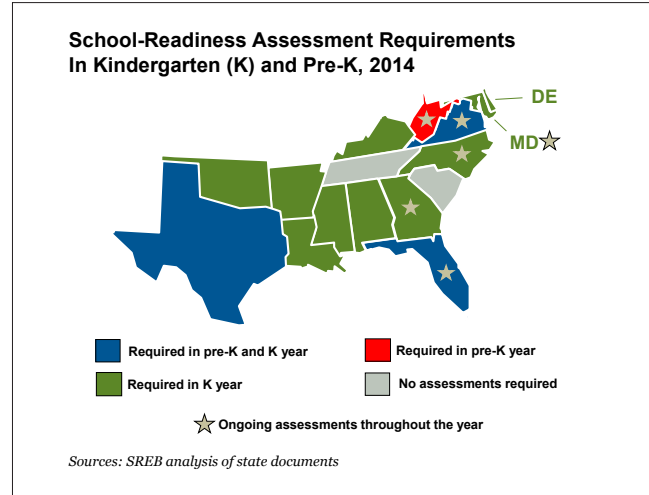 School-Readiness Assessment Requirements
In Kindergarten (K) and Pre-K, 2014
DE
MD
Required in pre-K and K year
Required in pre-K year
Required in K year
No assessments required
Ongoing assessments throughout the year
Sources: SREB analysis of state documents